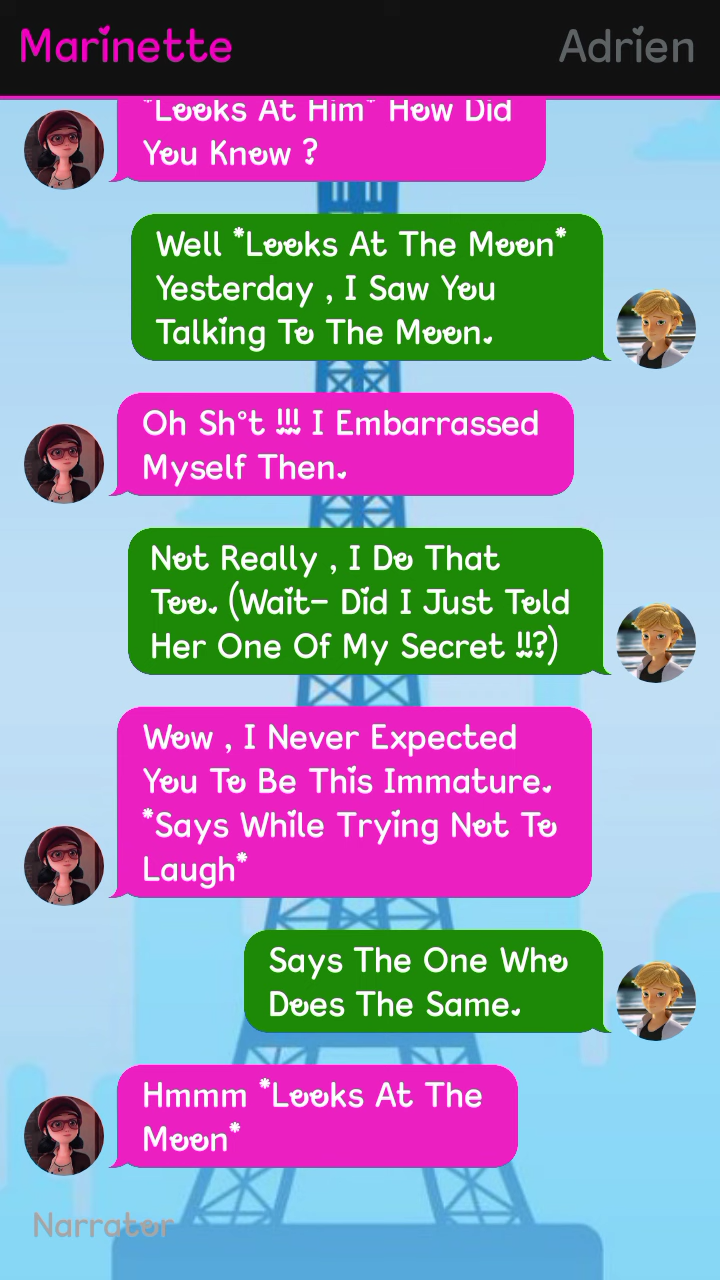 Marinette
Adrien
*Looks At Him* How Did
You Know ?
Well *Looks At The Moon*
Yesterday , I Saw You
Talking To The Moon.
Oh Sh°t !!! I Embarrassed
Myself Then.
Not Really , I Do That
Too. (Wait- Did I Just Told
Her One Of My Secret !!?)
Wow , I Never Expected
You To Be This Immature.
*Says While Trying Not To
Laugh*
Says The One Who
Does The Same.
Hmmm *Looks At The
Moon*
Narrator